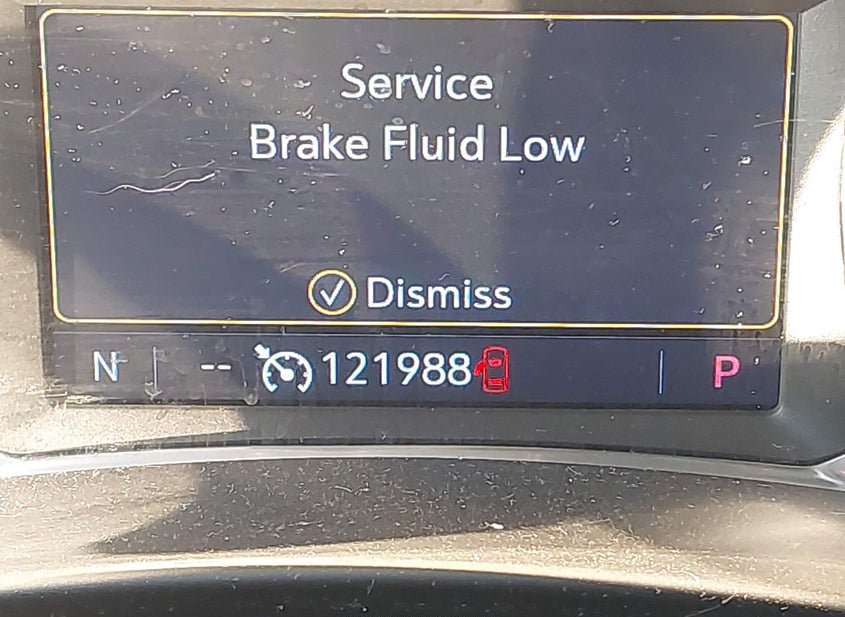 Service
Brake Fluid Low
Dismiss
N -- 121988 P